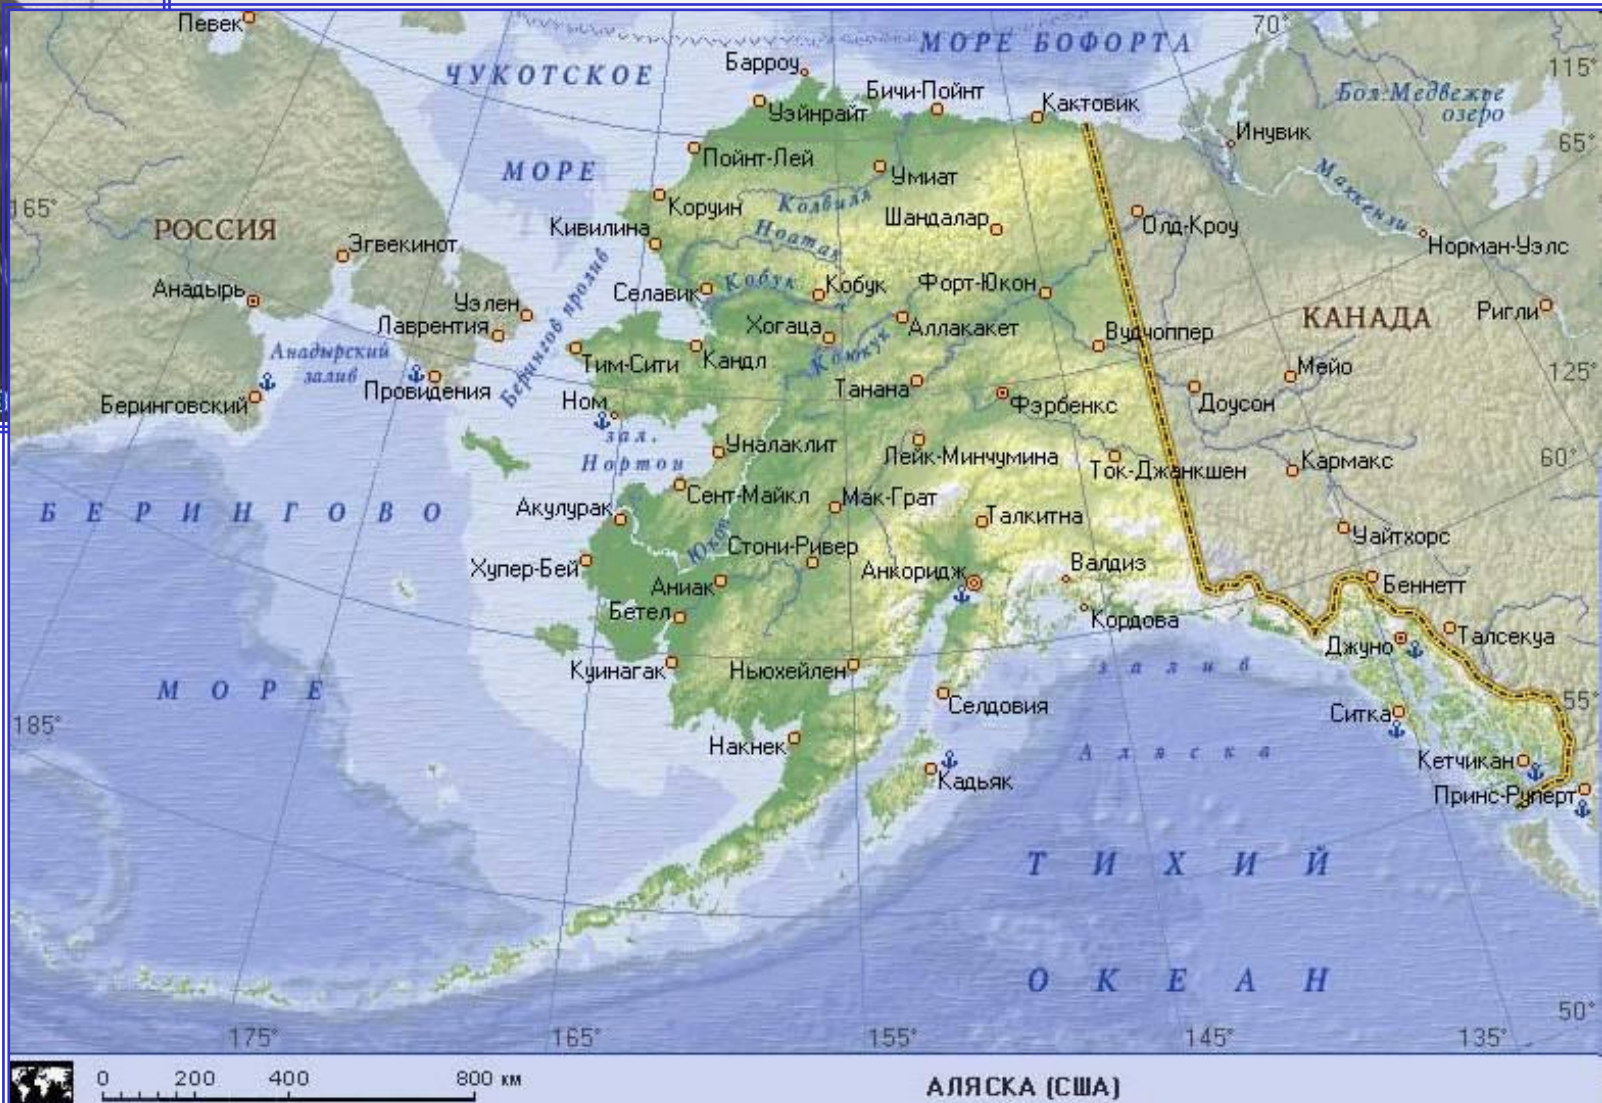 Певек
МОРЕ БОФОРТА
70°
ЧУКОТСКОЕ
Барроу
115°
Бичи-Пойнт
Кактовик
Бол.Медвежье
озеро
Уэйнрайт
Инувик
65°
Пойнт-Лей
МОРЕ
Умиат
Маккензи
165°
Коруин
Колвилл
РОССИЯ
Кивилина
Ноатак
Шандалар
Олд-Кроу
Норман-Уэлс
Эгвекинот
Берингов пролив
Анадырь
Селавик
Кобук
Кобук
Форт-Юкон
Уэлен
Лаврентия
Хогаца
Аллакакет
Вудчоппер
КАНАДА
Ригли
Анадырский
залив
Тим-Сити
Кандл
Коюкук
Мейо
125°
Провидения
Танана
Беринговский
Ном
Фэрбенкс
Доусон
зал.
Нортон
Уналаклит
Лейк-Минчумина
Ток-Джанкшен
Кармакс
60°
Сент-Майкл
Мак-Грат
БЕРИНГОВО
Акулурак
Талкитна
Юкон
Уайтхорс
Стони-Ривер
Хупер-Бей
Аниак
Анкоридж
Валдиз
Беннетт
Бетел
Кордова
Талсекуа
Джуно
Куинагак
Ньюхейлен
залив
МОРЕ
Селдовия
55°
185°
Ситка
Накнек
Аляска
Кетчикан
Кадьяк
Принс-Руперт
ТИХИЙ
ОКЕАН
50°
175°
165°
155°
145°
135°
0 200 400 800 км
АЛЯСКА (США)